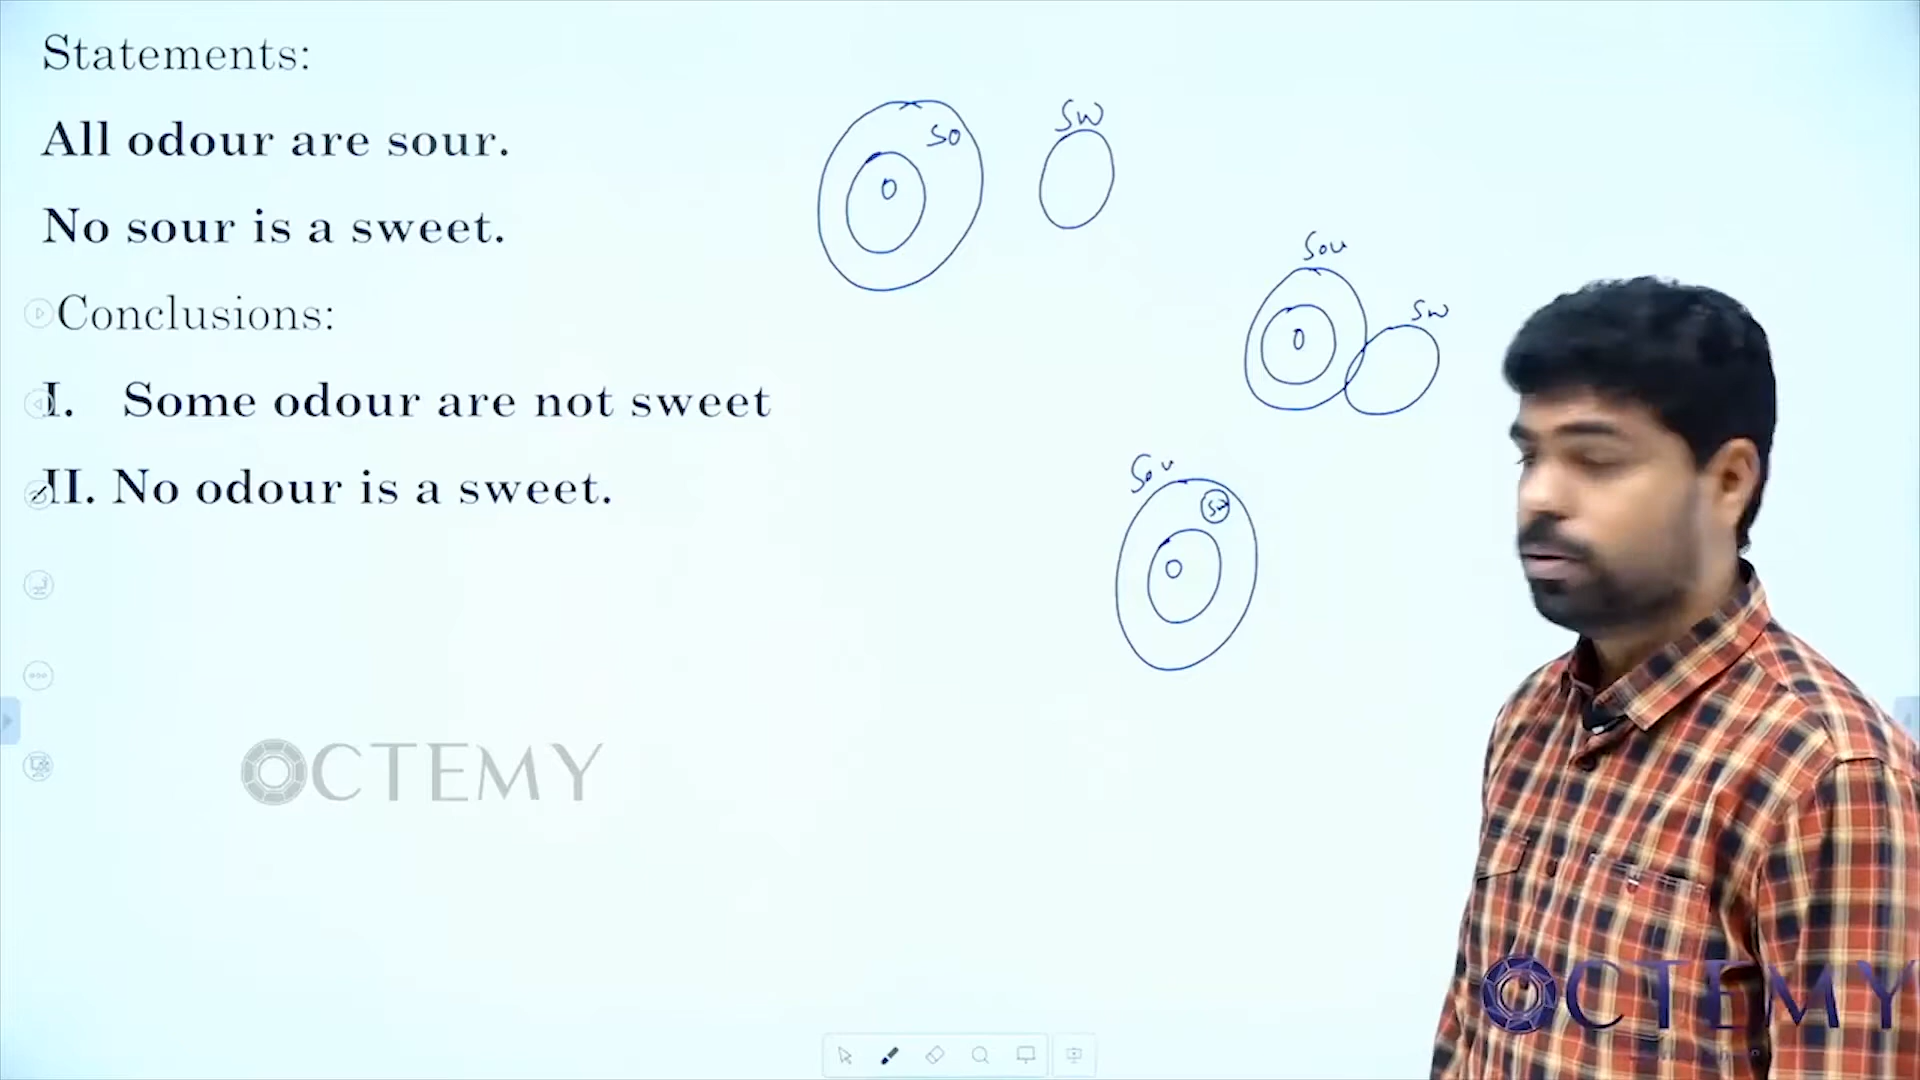 Statements:
All odour are sour.
No sour is a sweet.
Conclusions:
I. Some odour are not sweet
II. No odour is a sweet.
so
o
sw
Sou
o
sw
Sou
sw
o
OCTEMY
OCTEMY